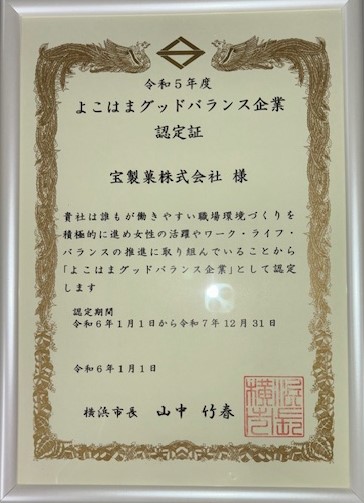 令和5年度
よこはまグッドバランス企業
認定証
宝製菓株式会社 様
貴社は誰もが働きやすい職場環境づくりを
積極的に進め女性の活躍やワーク・ライフ・
バランスの推進に取り組んでいることから
「よこはまグッドバランス企業」として認定
します
認定期間
令和6年1月1日から令和7年12月31日
令和6年1月1日
横浜市長 山中 竹春